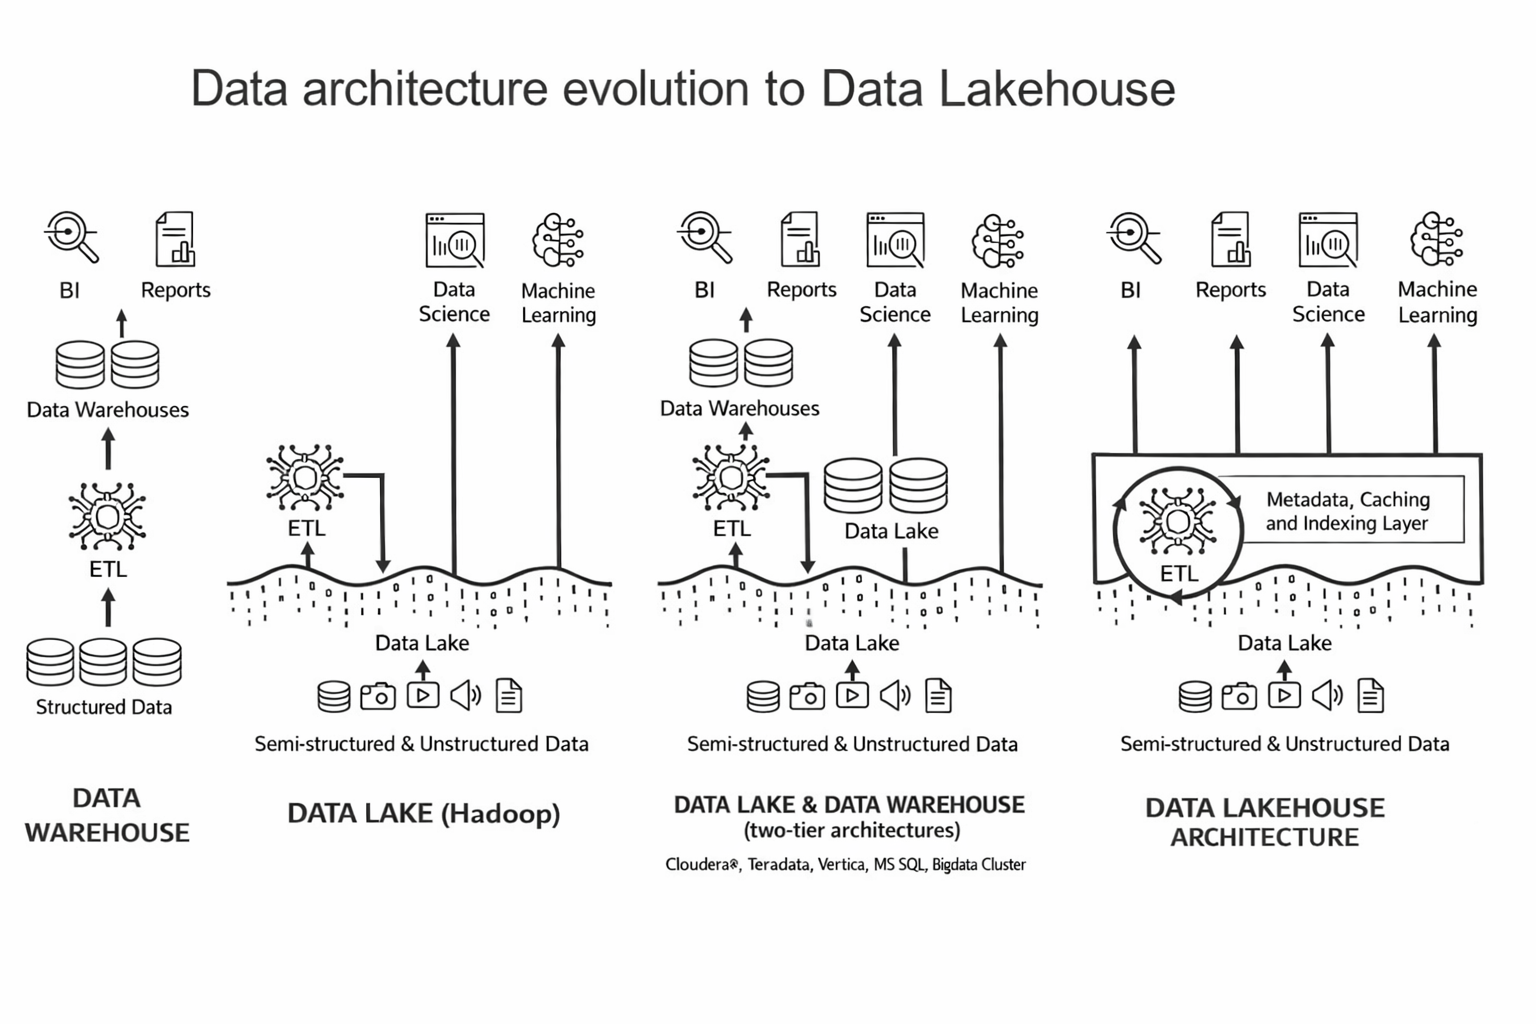 Data architecture evolution to Data Lakehouse
BI
Reports
Data Warehouses
ETL
Structured Data
DATA
WAREHOUSE
Data
Science
Machine
Learning
ETL
Data Lake
Semi-structured & Unstructured Data
DATA LAKE (Hadoop)
BI
Reports
Data
Science
Machine
Learning
Data Warehouses
ETL
Data Lake
Data Lake
Semi-structured & Unstructured Data
DATA LAKE & DATA WAREHOUSE
(two-tier architectures)
Cloudera®, Teradata, Vertica, MS SQL, Bigdata Cluster
BI
Reports
Data
Science
Machine
Learning
Metadata, Caching
and Indexing Layer
ETL
Data Lake
Semi-structured & Unstructured Data
DATA LAKEHOUSE
ARCHITECTURE